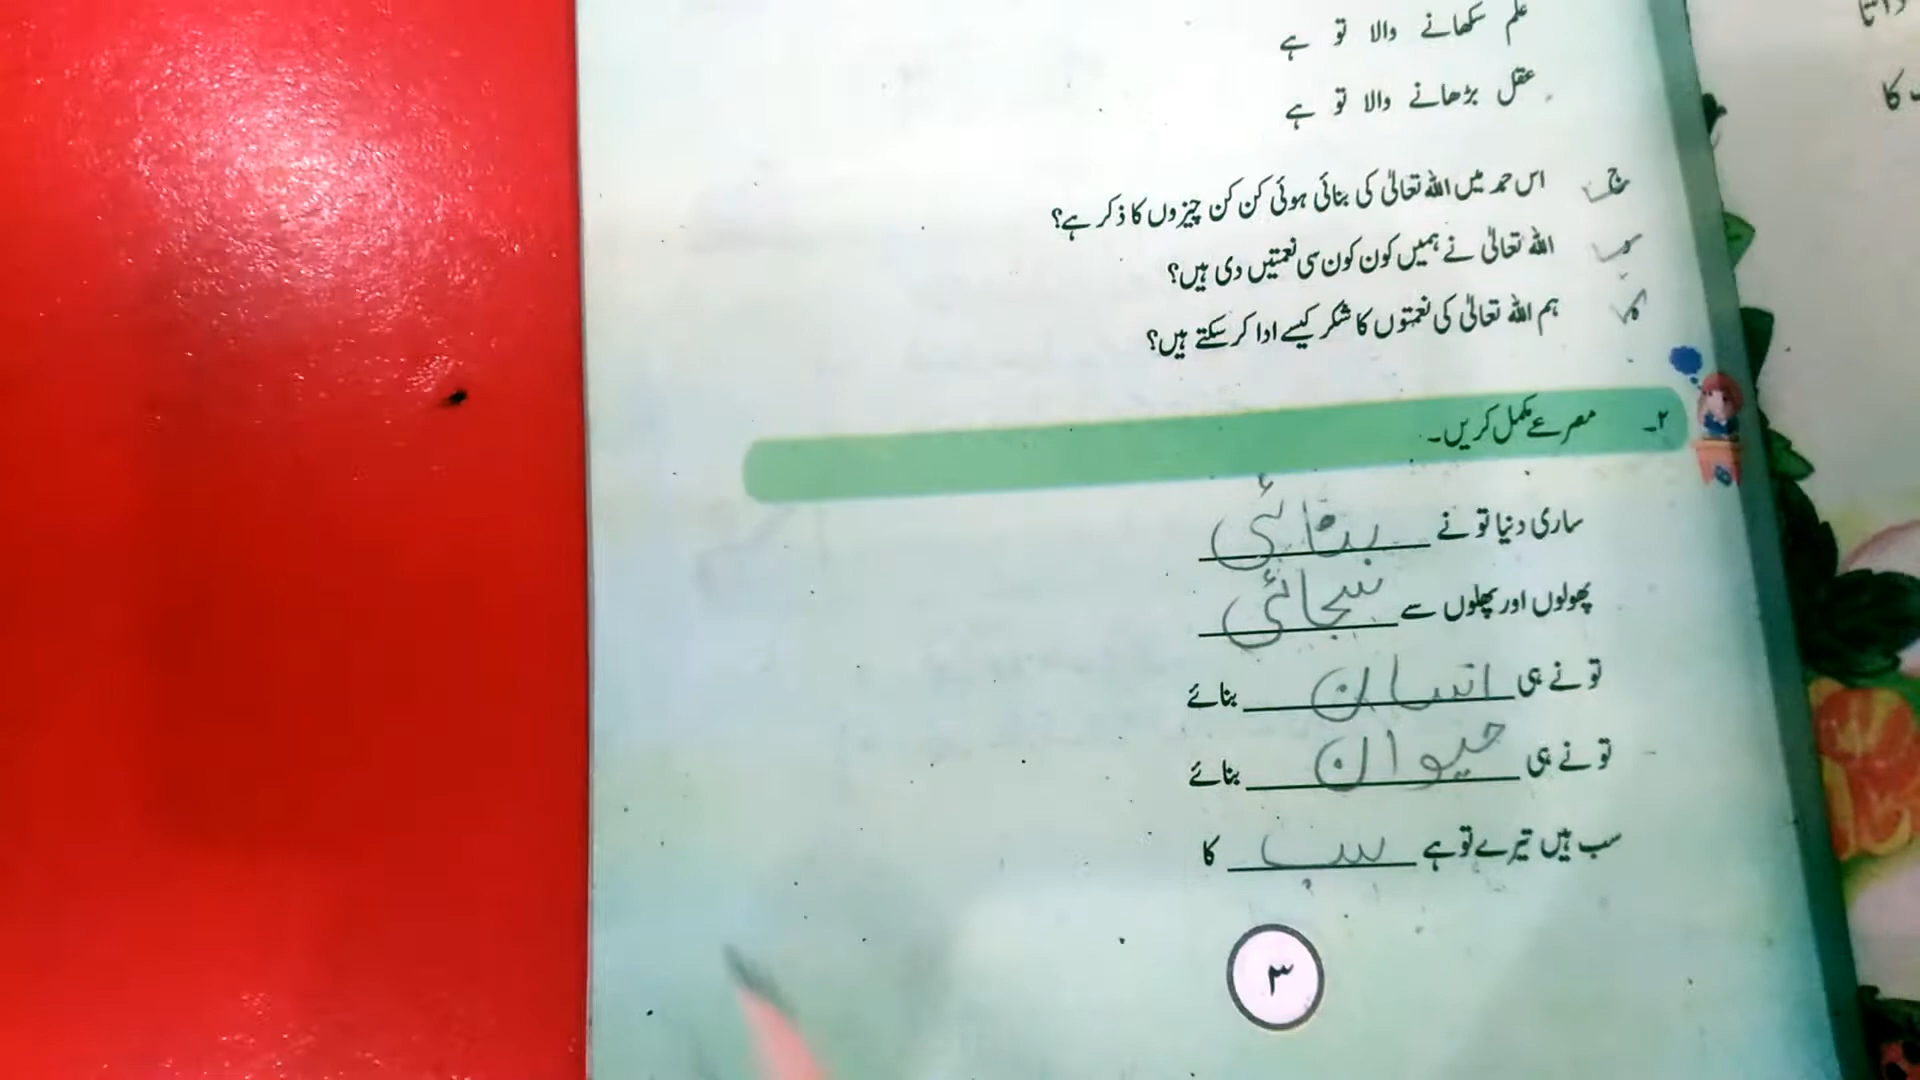 علم سکھانے والا تو ہے
عقل بڑھانے والا تو ہے
اس حمد میں اللہ تعالیٰ کی بنائی ہوئی کن کن چیزوں کا ذکر ہے؟
اللہ تعالیٰ نے ہمیں کون کون سی نعمتیں دی ہیں؟
ہم اللہ تعالیٰ کی نعمتوں کا شکر کیسے ادا کر سکتے ہیں؟
۲۔ مصرعے مکمل کریں۔
ساری دنیا تو نے بنائی
پھولوں اور پھلوں سے سجائی
تو نے ہی انسان بنائے
تو نے ہی حیوان بنائے
سب ہیں تیرے تو ہے سب کا
۳